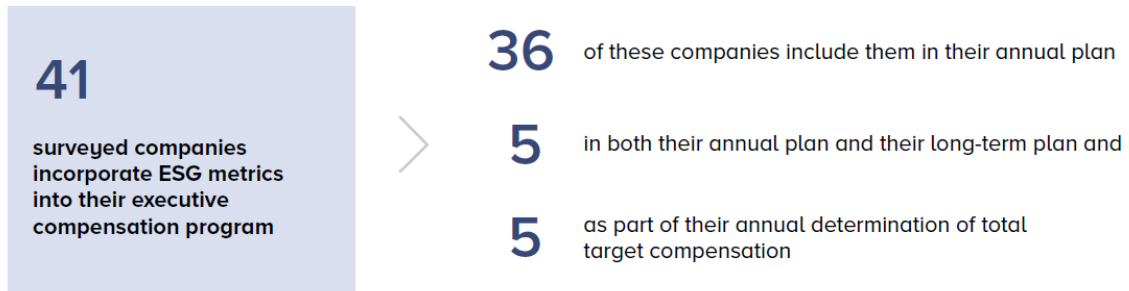 41
surveyed companies
incorporate ESG metrics
into their executive
compensation program
36
of these companies include them in their annual plan
5
in both their annual plan and their long-term plan and
5
as part of their annual determination of total
target compensation